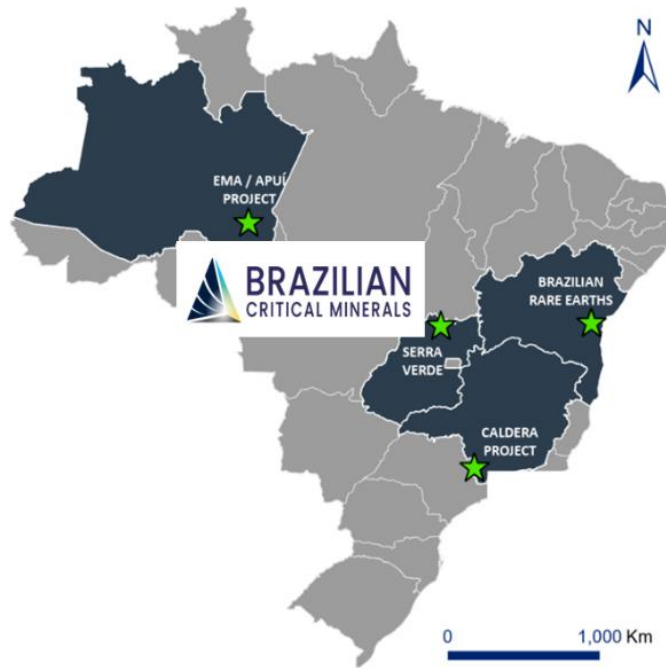 N
EMA / APUÍ
PROJECT
BRAZILIAN
CRITICAL MINERALS
BRAZILIAN
RARE EARTHS
SERRA
VERDE
CALDERA
PROJECT
0 1,000 Km